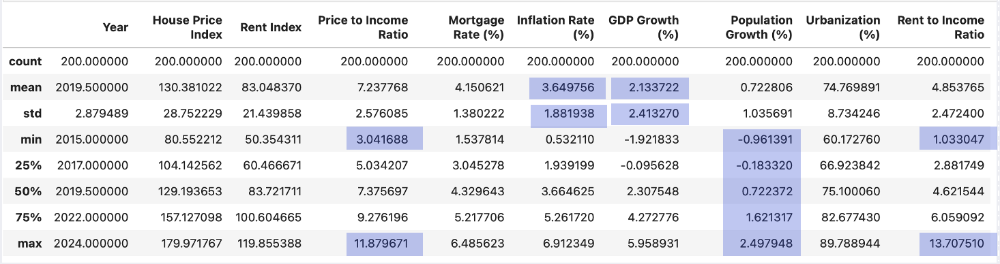 Year House Price Index Rent Index Price to Income Ratio Mortgage Rate (%) Inflation Rate (%) GDP Growth (%) Population Growth (%) Urbanization (%) Rent to Income Ratio
count 200.000000 200.000000 200.000000 200.000000 200.000000 200.000000 200.000000 200.000000 200.000000 200.000000
mean 2019.500000 130.381022 83.048370 7.237768 4.150621 3.649756 2.133722 0.722806 74.769891 4.853765
std 2.879489 28.752229 21.439858 2.576085 1.380222 1.881938 2.413270 1.035691 8.734246 2.472400
min 2015.000000 80.552212 50.354311 3.041688 1.537814 0.532110 -1.921833 -0.961391 60.172760 1.033047
25% 2017.000000 104.142562 60.466671 5.034207 3.045278 1.939199 -0.095628 -0.183320 66.923842 2.881749
50% 2019.500000 129.193653 83.721711 7.375697 4.329643 3.664625 2.307548 0.722372 75.100060 4.621544
75% 2022.000000 157.127098 100.604665 9.276196 5.217706 5.261720 4.272776 1.621317 82.677430 6.059092
max 2024.000000 179.971767 119.855388 11.879671 6.485623 6.912349 5.958931 2.497948 89.788944 13.707510